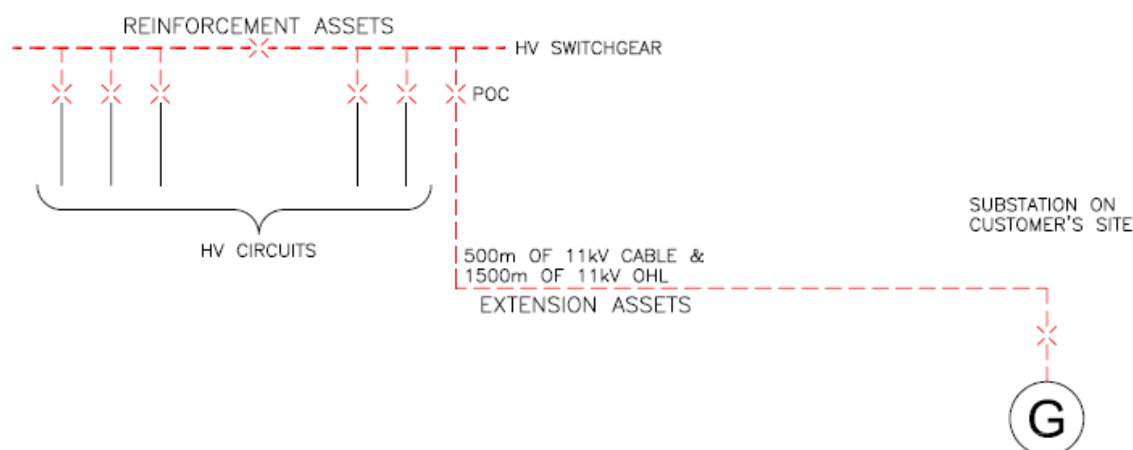 REINFORCEMENT ASSETS
HV SWITCHGEAR
POC
HV CIRCUITS
SUBSTATION ON
CUSTOMER'S SITE
500m OF 11kV CABLE &
1500m OF 11kV OHL
EXTENSION ASSETS
G